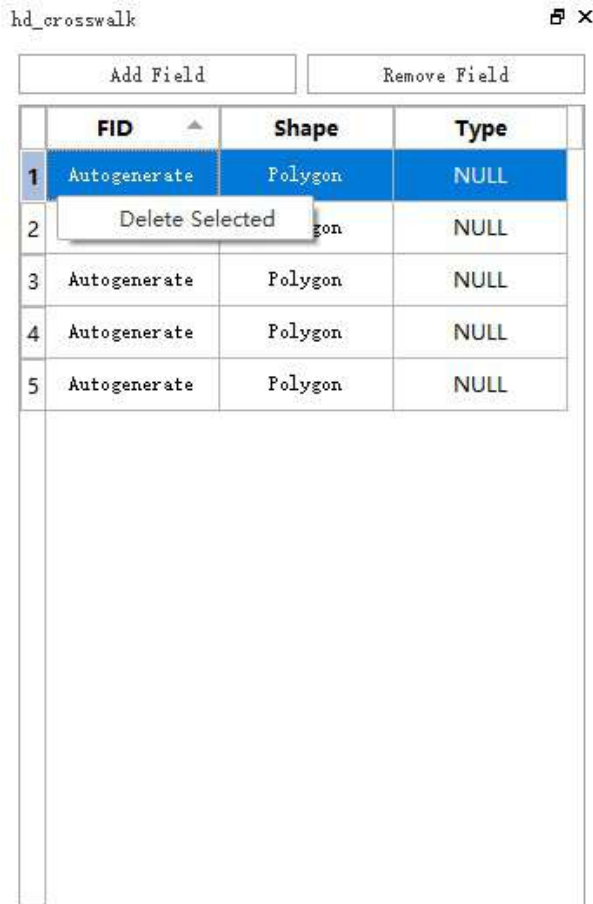 hd_crosswalk
Add Field Remove Field
FID Shape Type
1 Autogenerate Polygon NULL
Delete Selected
2 gon NULL
3 Autogenerate Polygon NULL
4 Autogenerate Polygon NULL
5 Autogenerate Polygon NULL